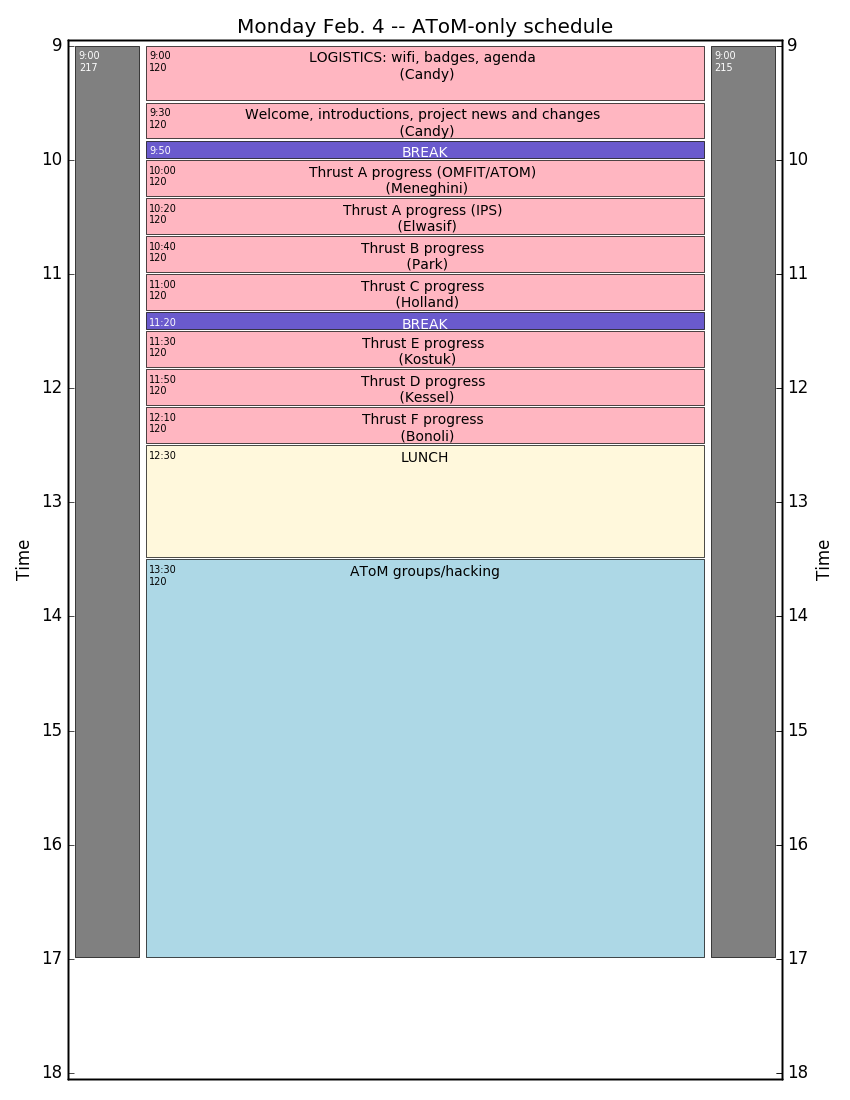 Monday Feb. 4 -- AToM-only schedule
9
9
9:00
217
9:00
120
LOGISTICS: wifi, badges, agenda
(Candy)
9:00
215
9:30
120
Welcome, introductions, project news and changes
(Candy)
9:50
BREAK
10
10
10:00
120
Thrust A progress (OMFIT/ATOM)
(Meneghini)
10:20
120
Thrust A progress (IPS)
(Elwasif)
10:40
120
Thrust B progress
(Park)
11
11
11:00
120
Thrust C progress
(Holland)
11:20
BREAK
11:30
120
Thrust E progress
(Kostuk)
11:50
120
Thrust D progress
(Kessel)
12
12
12:10
120
Thrust F progress
(Bonoli)
12:30
LUNCH
13
13
Time
Time
13:30
120
AToM groups/hacking
14
14
15
15
16
16
17
17
18
18